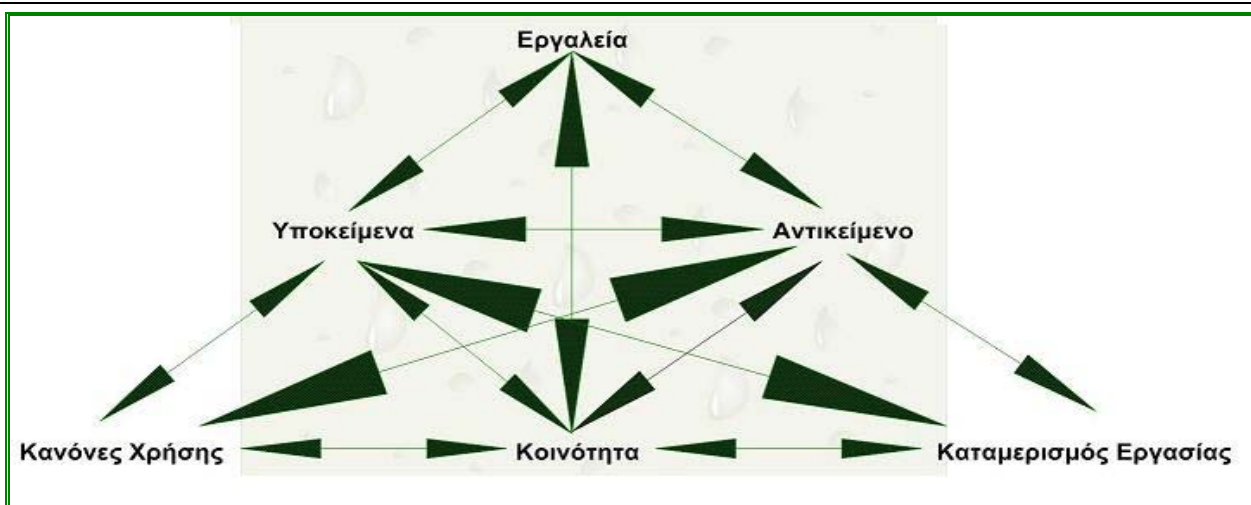 Εργαλεία
Υποκείμενα Αντικείμενο
Κανόνες Χρήσης Κοινότητα Καταμερισμός Εργασίας